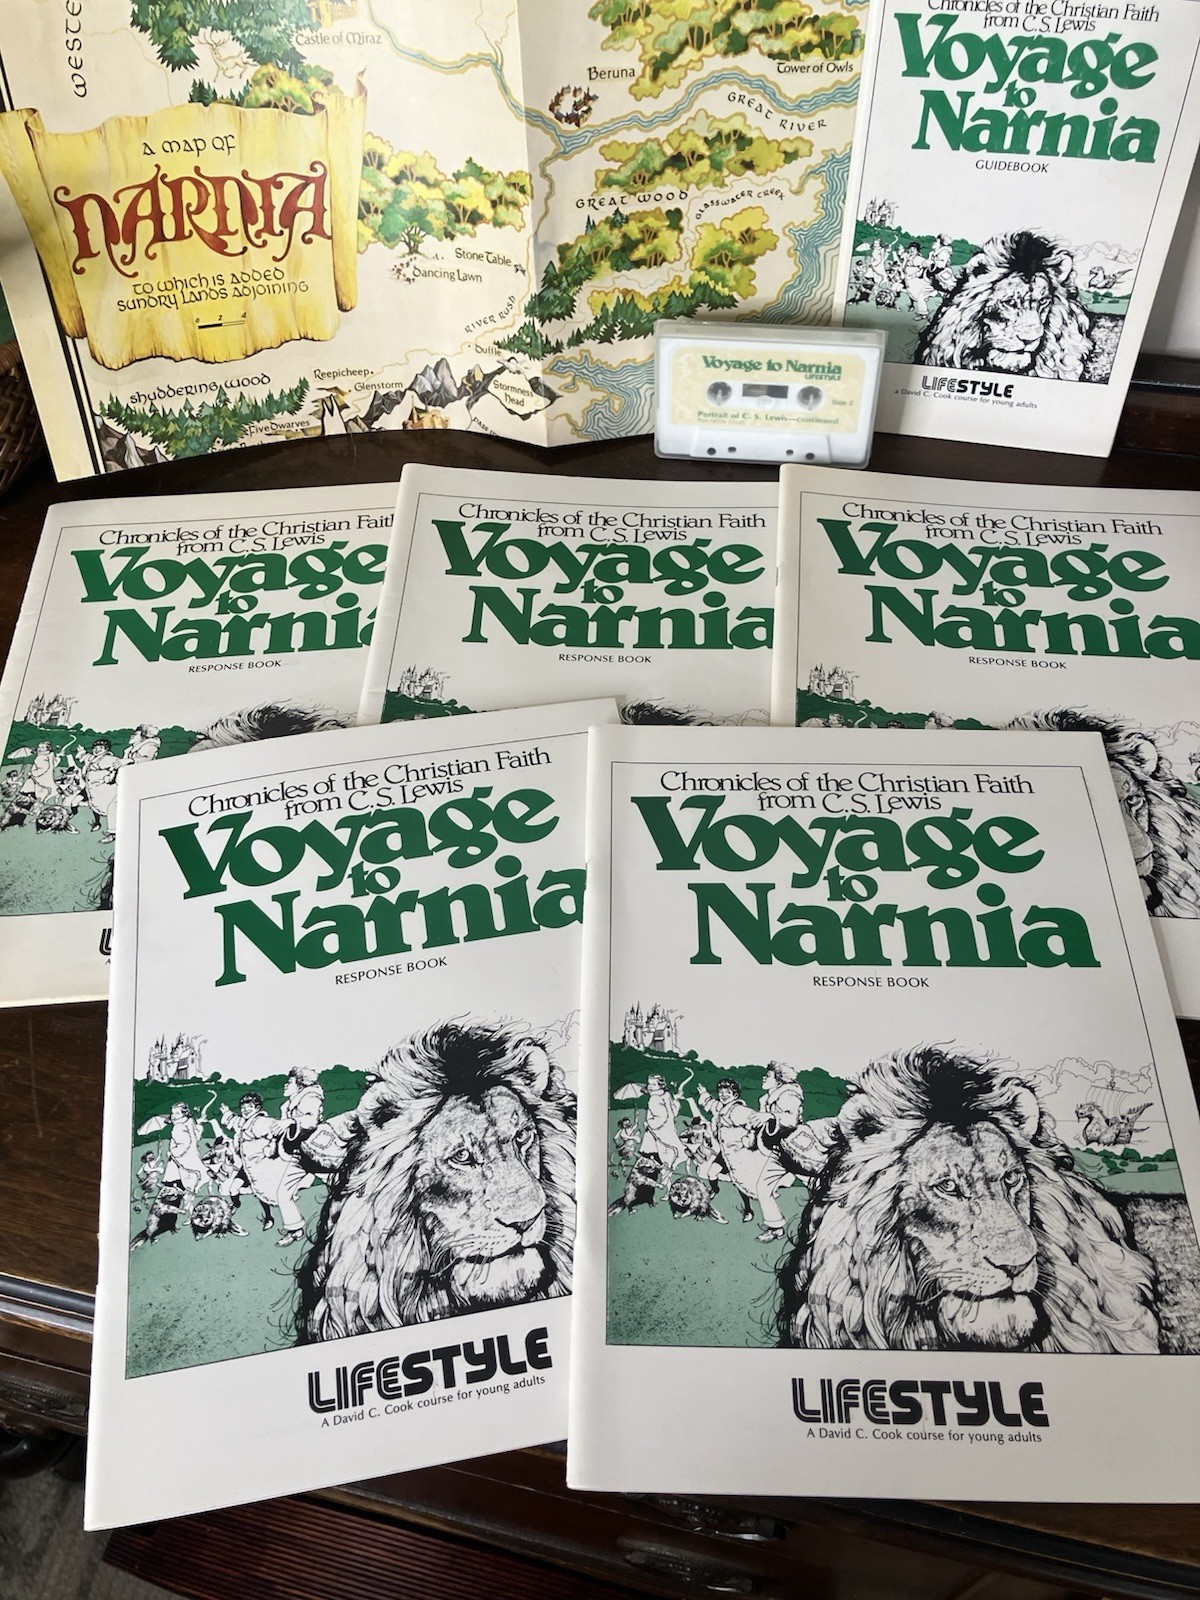 WESTE
Castle of Miraz
A MAP OF
NARNIA
TO WHICH IS ADDED
SUNDRY LANDS ADJOINING
0 2 4
SHUDDERING WOOD
Reepicheep
Glenstorm
Five Dwarves
Beruna
Tower of Owls
GREAT RIVER
GREAT WOOD
GLASSWATER CREEK
Stone Table
Dancing Lawn
RIVER RUSH
Stormness
Head
Pass
Chronicles of the Christian Faith
from C.S. Lewis
Voyage
to
Narnia
GUIDEBOOK
LIFESTYLE
a David C. Cook course for young adults
Voyage to Narnia
LIFESTYLE
Side 2
Portrait of C. S. Lewis—continued
Chronicles of the Christian Fait
from C.S. Lewis
Voyage
to
Narnia
RESPONSE BOOK
Chronicles of the Christian Faith
from C.S. Lewis
Voyage
to
Narnia
RESPONSE BOOK
Chronicles of the Christian Faith
from C.S. Lewis
Voyage
to
Narnia
RESPONSE BOOK
Chronicles of the Christian Faith
from C.S. Lewis
Voyage
to
Narnia
RESPONSE BOOK
LIFESTYLE
A David C. Cook course for young adults
Chronicles of the Christian Faith
from C.S. Lewis
Voyage
to
Narnia
RESPONSE BOOK
LIFESTYLE
A David C. Cook course for young adults